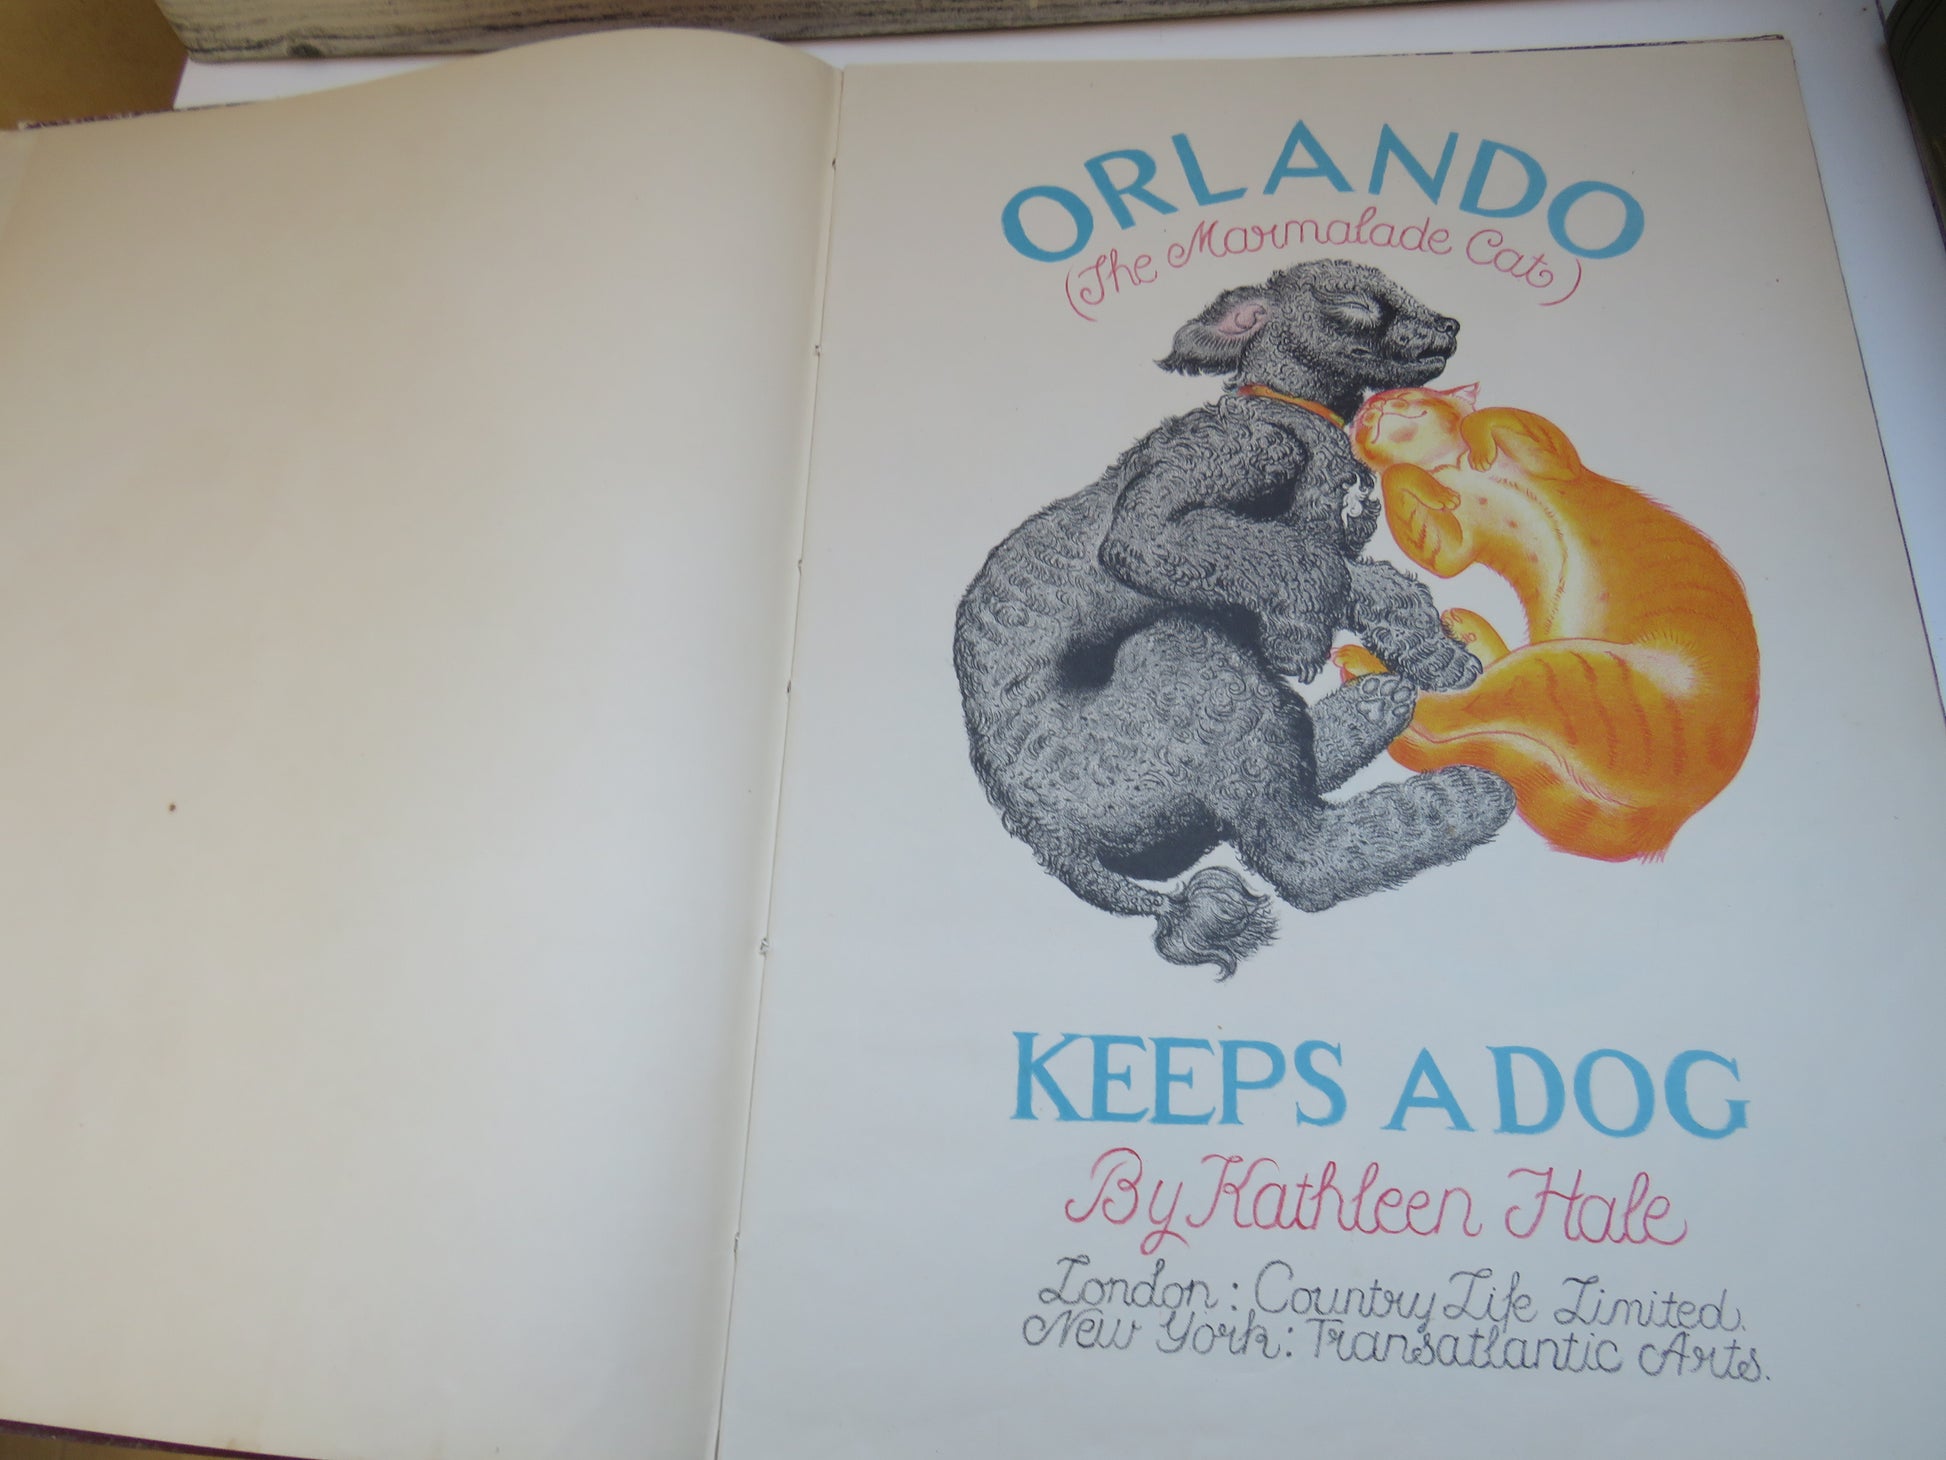 ORLANDO
(The Marmalade Cat)
KEEPS A DOG
By Kathleen Hale
London: Country Life Limited.
New York: Transatlantic Arts.